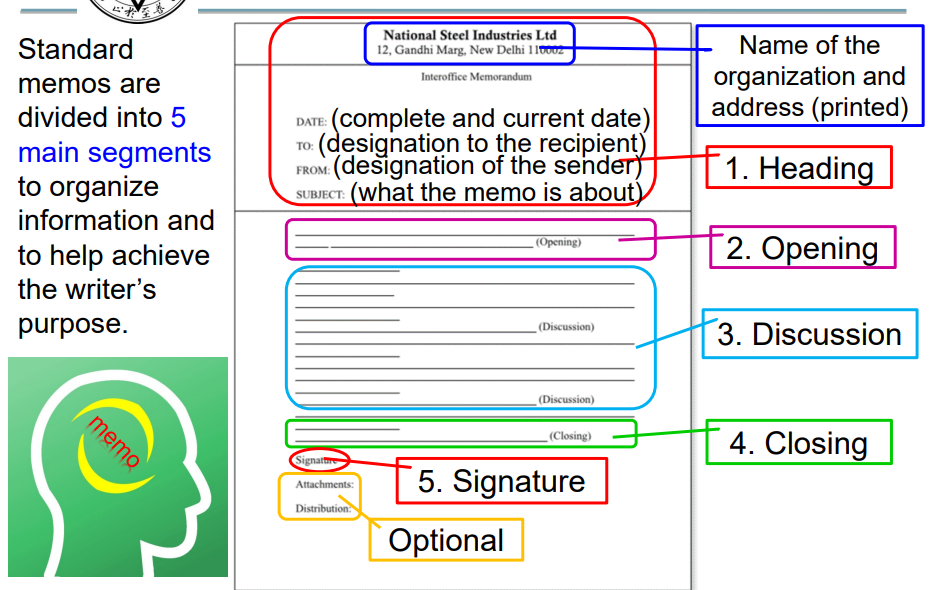 止於至善
Standard
memos are
divided into 5
main segments
to organize
information and
to help achieve
the writer's
purpose.
memo
National Steel Industries Ltd
12, Gandhi Marg, New Delhi 110002
Interoffice Memorandum
DATE: (complete and current date)
TO: (designation to the recipient)
FROM: (designation of the sender)
SUBJECT: (what the memo is about)
(Opening)
(Discussion)
(Discussion)
(Closing)
Signature
Attachments:
Distribution:
Name of the
organization and
address (printed)
1. Heading
2. Opening
3. Discussion
4. Closing
5. Signature
Optional